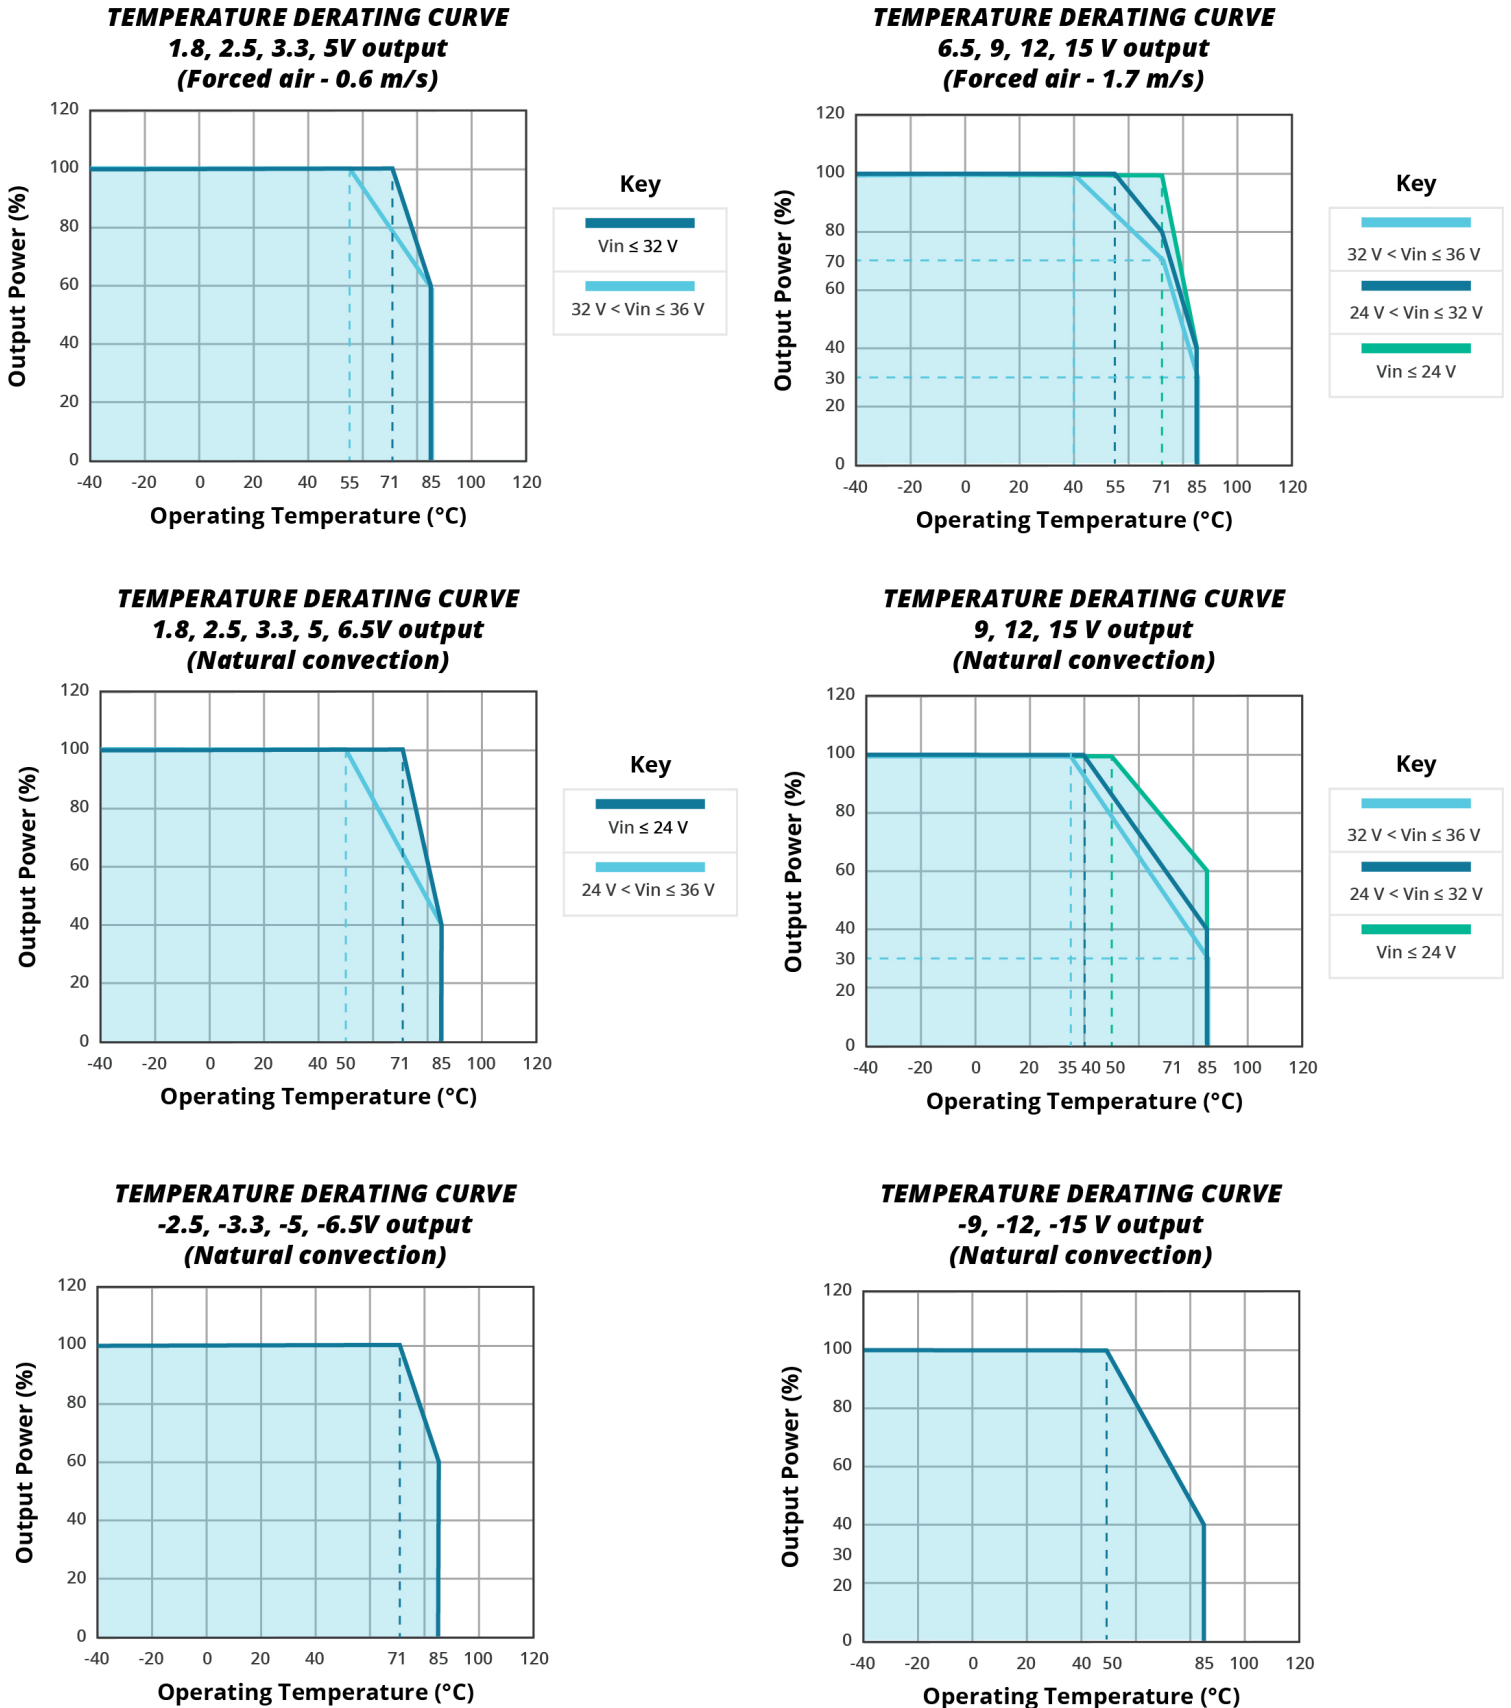 TEMPERATURE DERATING CURVE
1.8, 2.5, 3.3, 5V output
(Forced air - 0.6 m/s)
120
100
80
60
40
20
0
Output Power (%)
-40 -20 0 20 40 55 71 85 100 120
Operating Temperature (°C)
Key
Vin ≤ 32 V
32 V < Vin ≤ 36 V
TEMPERATURE DERATING CURVE
6.5, 9, 12, 15 V output
(Forced air - 1.7 m/s)
120
100
80
70
60
40
30
20
0
Output Power (%)
-40 -20 0 20 40 55 71 85 100 120
Operating Temperature (°C)
Key
32 V < Vin ≤ 36 V
24 V < Vin ≤ 32 V
Vin ≤ 24 V
TEMPERATURE DERATING CURVE
1.8, 2.5, 3.3, 5, 6.5V output
(Natural convection)
120
100
80
60
40
20
0
Output Power (%)
-40 -20 0 20 40 50 71 85 100 120
Operating Temperature (°C)
Key
Vin ≤ 24 V
24 V < Vin ≤ 36 V
TEMPERATURE DERATING CURVE
9, 12, 15 V output
(Natural convection)
120
100
80
60
40
30
20
0
Output Power (%)
-40 -20 0 20 35 40 50 71 85 100 120
Operating Temperature (°C)
Key
32 V < Vin ≤ 36 V
24 V < Vin ≤ 32 V
Vin ≤ 24 V
TEMPERATURE DERATING CURVE
-2.5, -3.3, -5, -6.5V output
(Natural convection)
120
100
80
60
40
20
0
Output Power (%)
-40 -20 0 20 40 71 85 100 120
Operating Temperature (°C)
TEMPERATURE DERATING CURVE
-9, -12, -15 V output
(Natural convection)
120
100
80
60
40
30
20
0
Output Power (%)
-40 -20 0 20 40 50 85 100 120
Operating Temperature (°C)